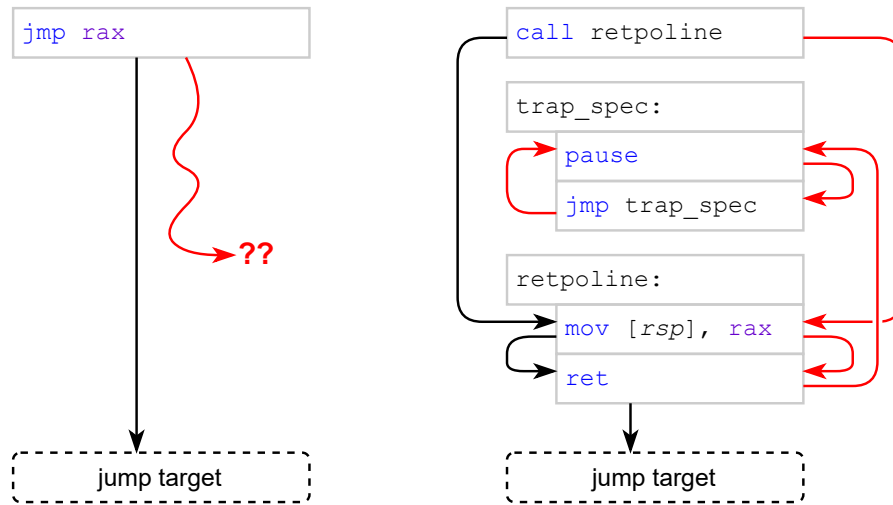 jmp rax
??
jump target
call retpoline
trap_spec:
pause
jmp trap_spec
retpoline:
mov [rsp], rax
ret
jump target